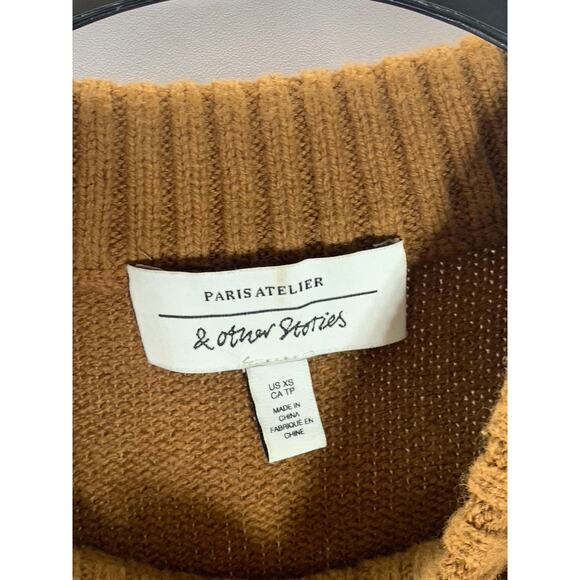 PARIS ATELIER
& other Stories
US XS
CA TP
MADE IN
CHINA
FABRIQUÉ EN
CHINE